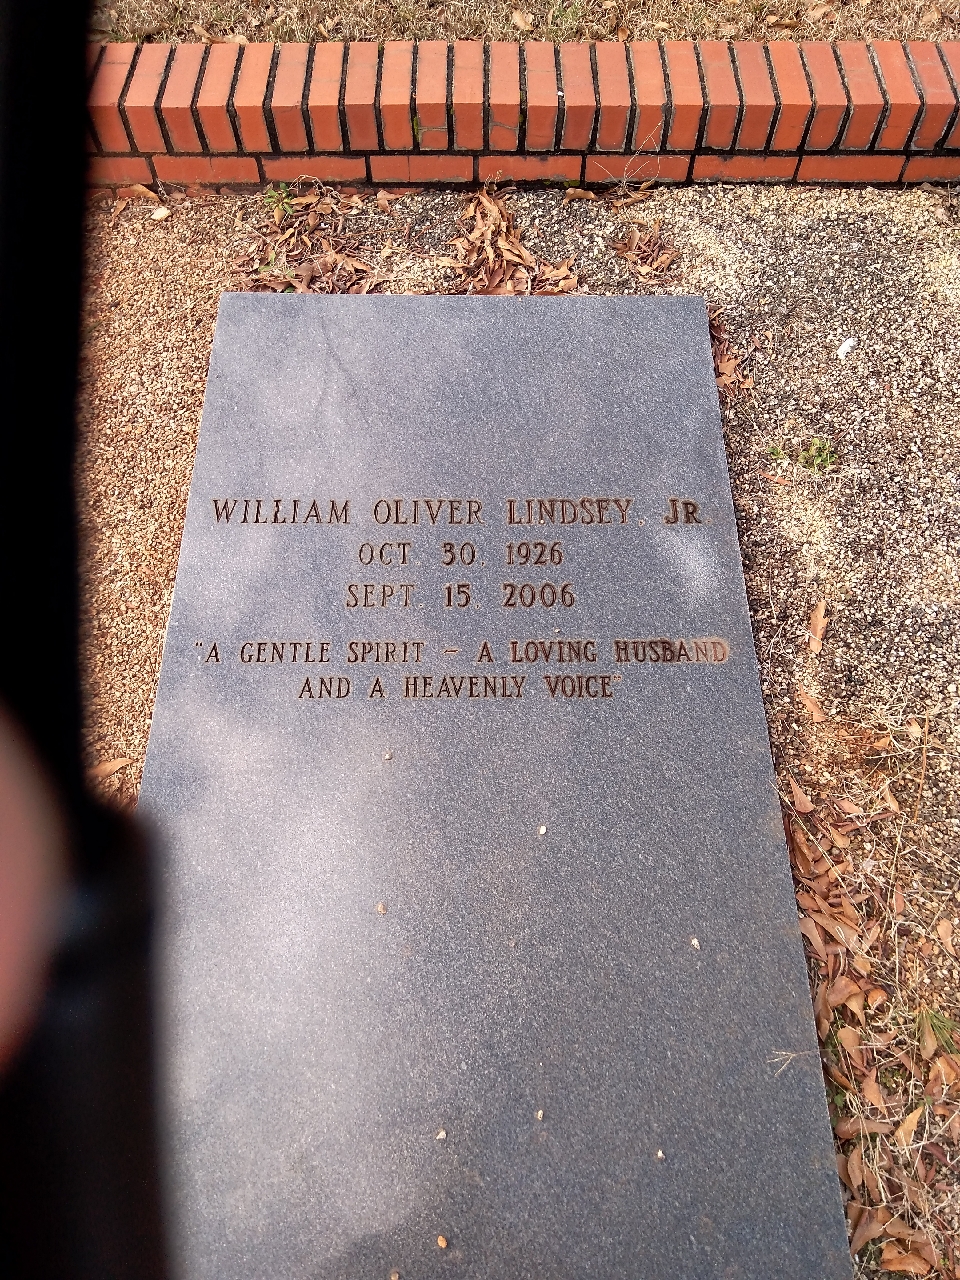 WILLIAM OLIVER LINDSEY, JR
OCT. 30, 1926
SEPT. 15, 2006
"A GENTLE SPIRIT - A LOVING HUSBAND
AND A HEAVENLY VOICE"